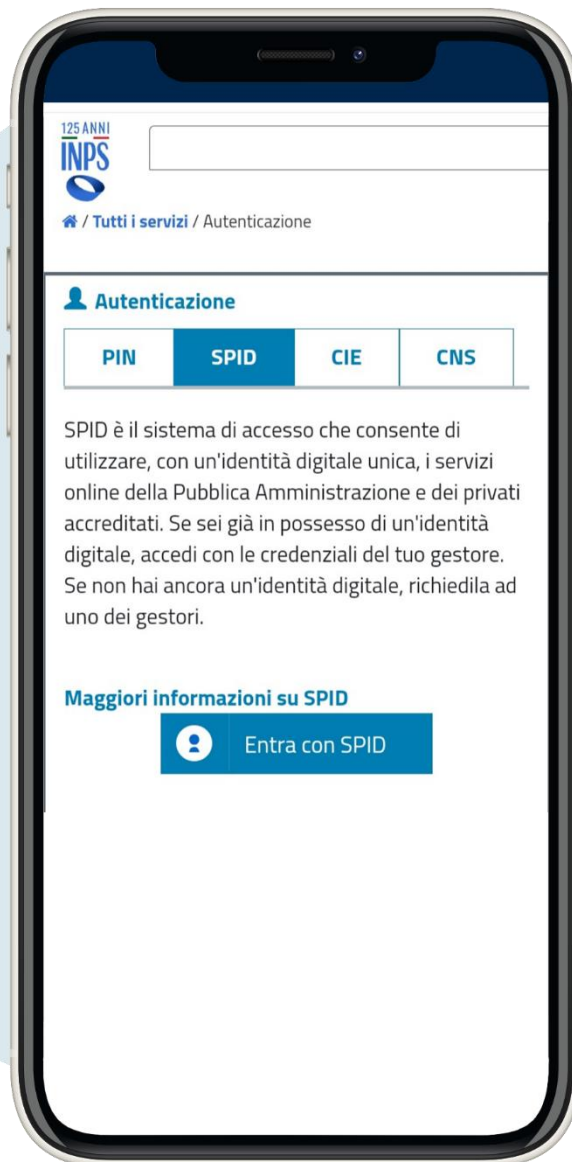 125 ANNI
INPS
/ Tutti i servizi / Autenticazione
Autenticazione
PIN SPID CIE CNS
SPID è il sistema di accesso che consente di
utilizzare, con un'identità digitale unica, i servizi
online della Pubblica Amministrazione e dei privati
accreditati. Se sei già in possesso di un'identità
digitale, accedi con le credenziali del tuo gestore.
Se non hai ancora un'identità digitale, richiedila ad
uno dei gestori.
Maggiori informazioni su SPID
Entra con SPID